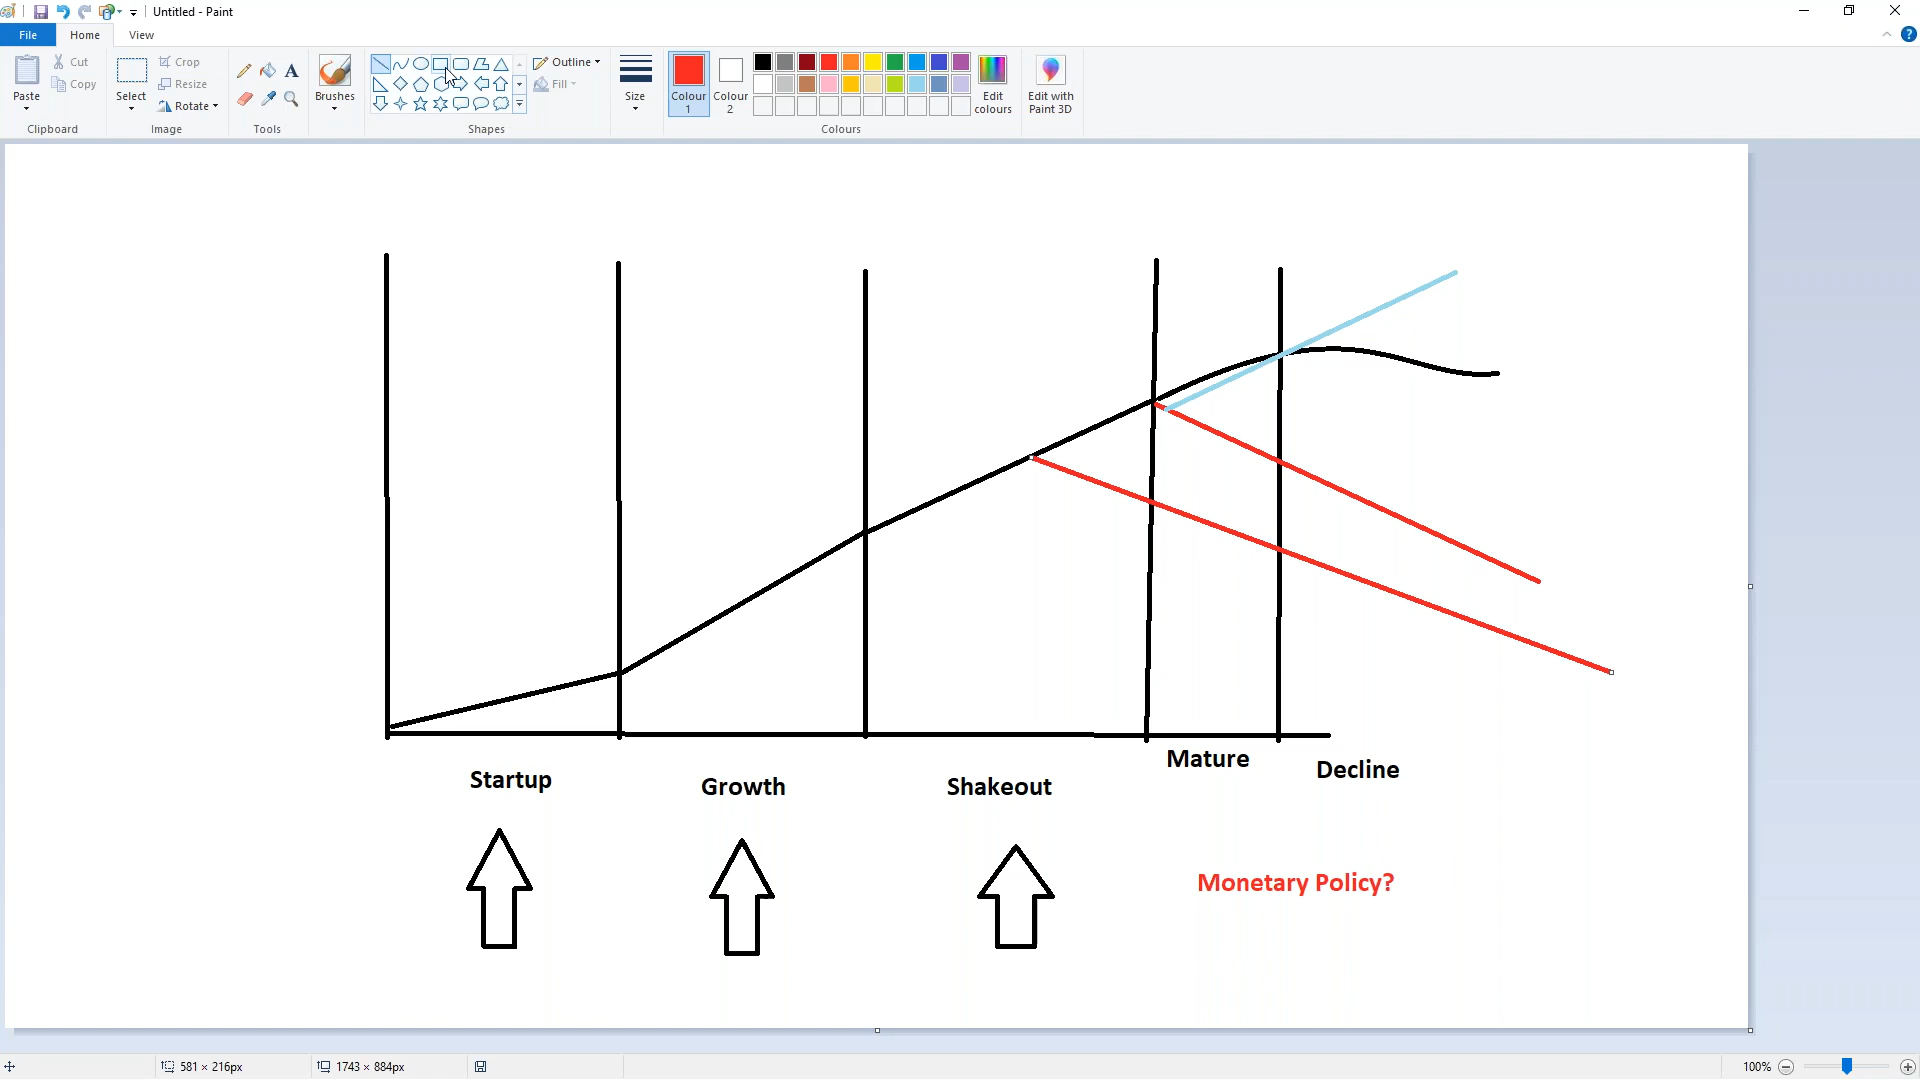 Untitled - Paint
File Home View
Paste
Cut
Copy
Clipboard
Select
Crop
Resize
Rotate
Image
A
Tools
Brushes
Shapes
Outline
Fill
Size
Colour 1
Colour 2
Colours
Edit colours
Edit with Paint 3D
?
Startup
Growth
Shakeout
Mature
Decline
Monetary Policy?
581 × 216px
1743 × 884px
100%